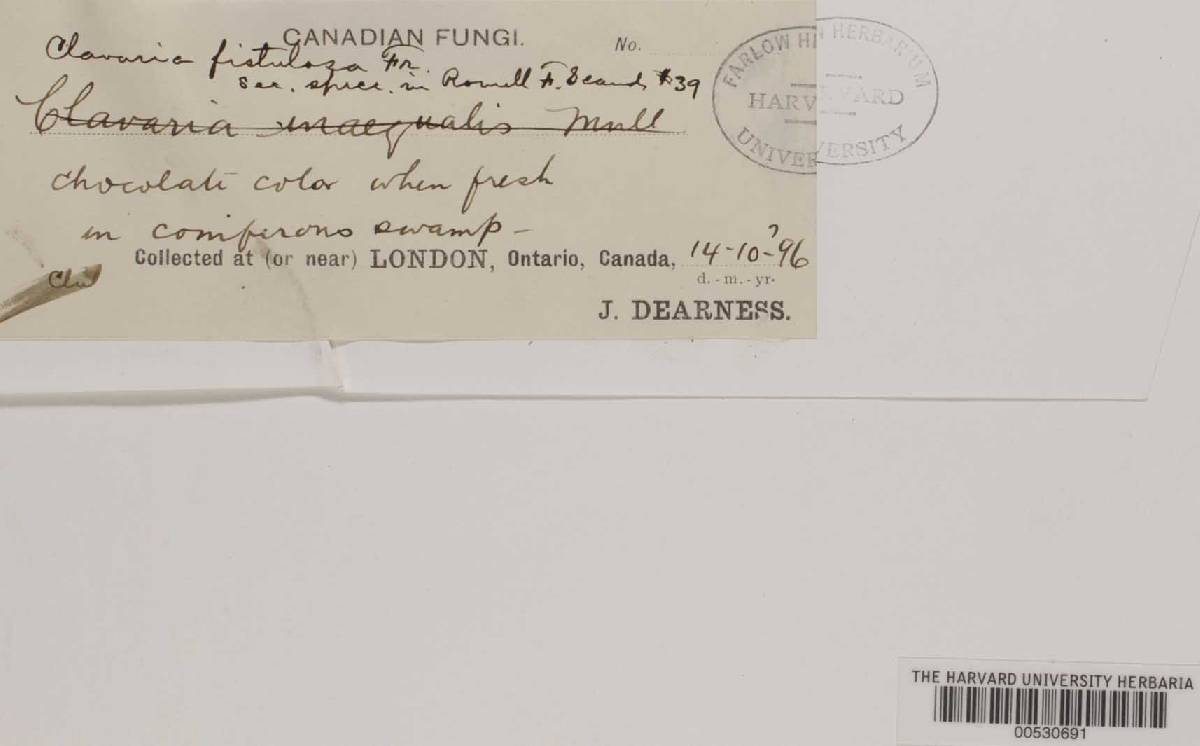 CANADIAN FUNGI.
No.
Clavaria fistulosa Fr.
See. spec. in Romell F. Scand. #39
Clavaria inaequalis Mull
chocolate color when fresh
in coniferous swamp -
Collected at (or near) LONDON, Ontario, Canada, 14-10-?96
d. - m. - yr.
J. DEARNESS.
FARLOW HERBARIUM
HARVARD
UNIVERSITY
THE HARVARD UNIVERSITY HERBARIA
00530691